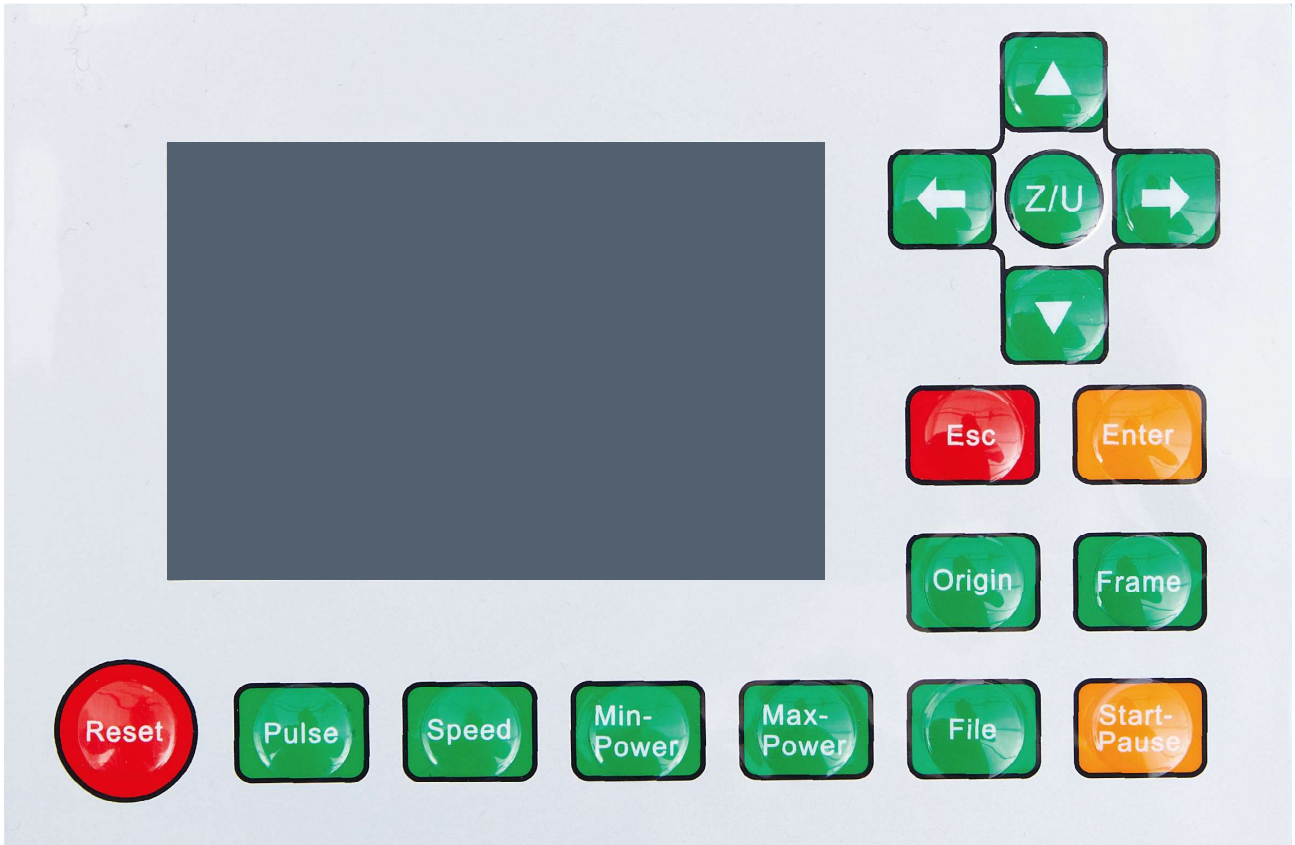 Z/U
Esc
Enter
Origin
Frame
Reset
Pulse
Speed
Min-
Power
Max-
Power
File
Start-
Pause